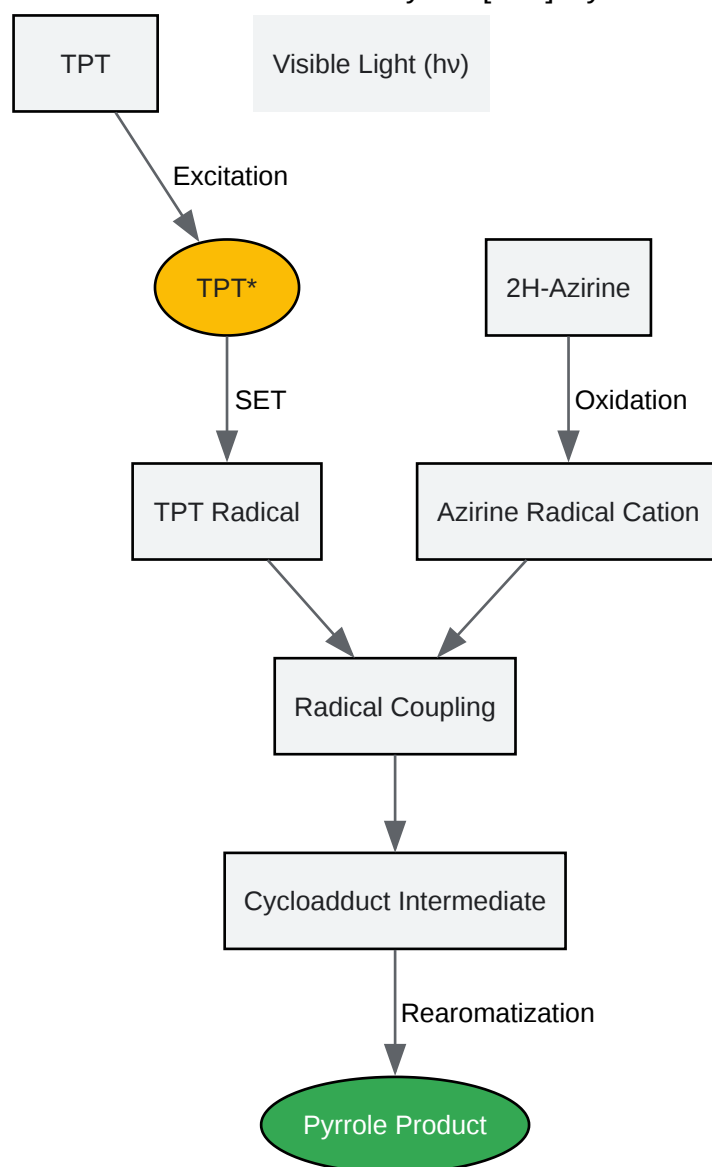 TPT
Visible Light (hν)
Excitation
TPT*
2H-Azirine
SET
Oxidation
TPT Radical
Azirine Radical Cation
Radical Coupling
Cycloadduct Intermediate
Rearomatization
Pyrrole Product